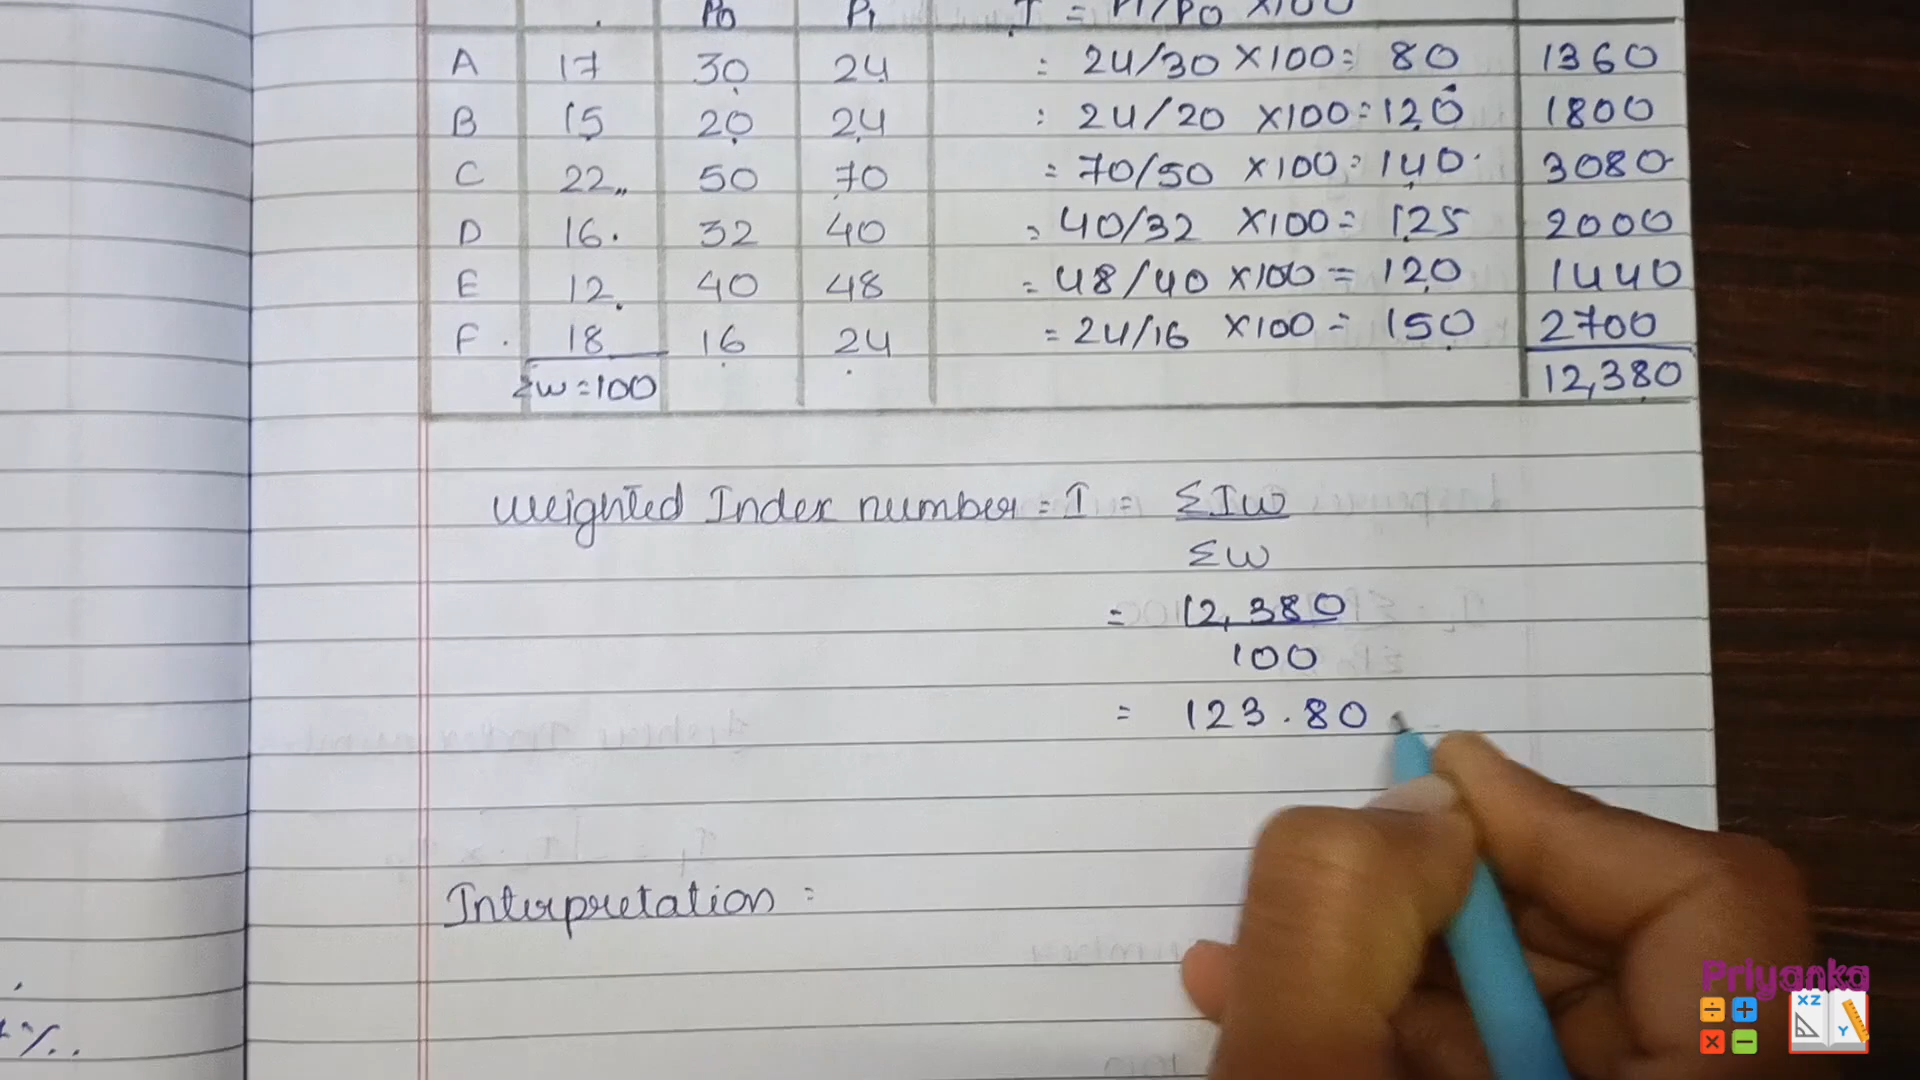 P0 P1 I = P1/P0 ×100
A 17 30 24 = 24/30 ×100= 80 1360
B 15 20 24 = 24/20 ×100=120 1800
C 22 50 70 = 70/50 ×100=140 3080
D 16 32 40 = 40/32 ×100= 125 2000
E 12 40 48 = 48/40 ×100= 120 1440
F 18 16 24 = 24/16 ×100= 150 2700
Σw=100 12,380
Weighted Index number = I = ΣIw
Σw
= 12,380
100
= 123.80
Interpretation :
Priyanka
XZ
Y